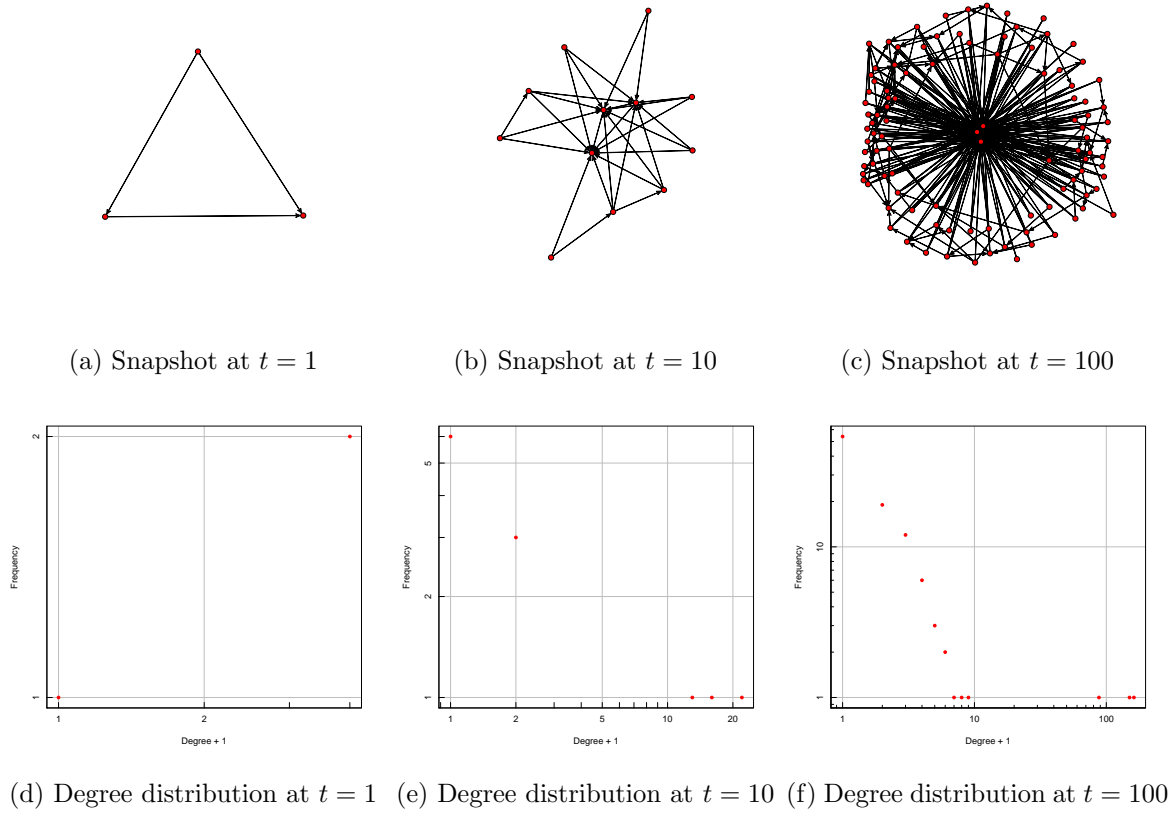 (a) Snapshot at t = 1
(b) Snapshot at t = 10
(c) Snapshot at t = 100
2
1
Frequency
1
2
Degree + 1
5
2
1
Frequency
1
2
5
10
20
Degree + 1
10
1
Frequency
1
10
100
Degree + 1
(d) Degree distribution at t = 1
(e) Degree distribution at t = 10
(f) Degree distribution at t = 100